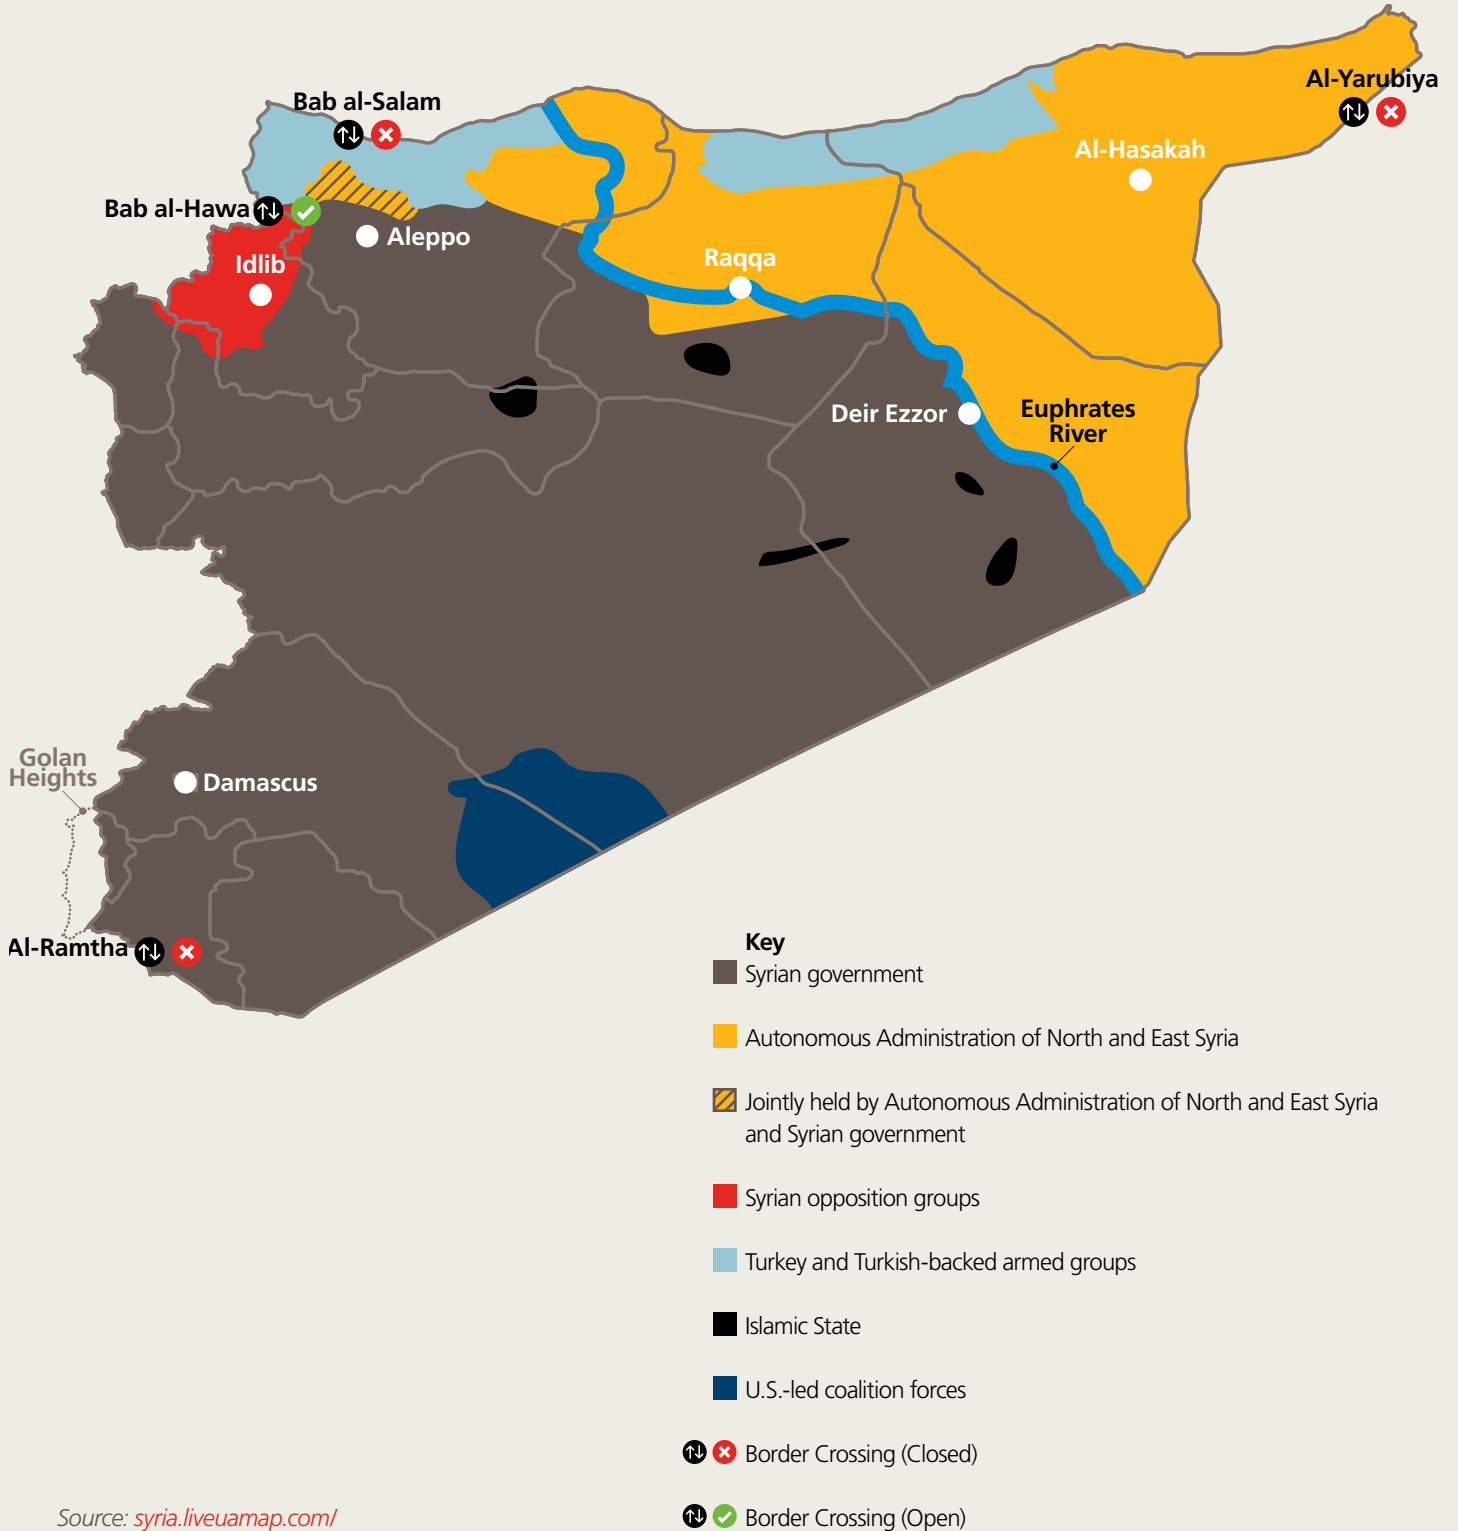 Bab al-Salam
Al-Yarubiya
Al-Hasakah
Bab al-Hawa
Aleppo
Idlib
Raqqa
Deir Ezzor
Euphrates
River
Golan
Heights
Damascus
Al-Ramtha
Key
Syrian government
Autonomous Administration of North and East Syria
Jointly held by Autonomous Administration of North and East Syria
and Syrian government
Syrian opposition groups
Turkey and Turkish-backed armed groups
Islamic State
U.S.-led coalition forces
Border Crossing (Closed)
Border Crossing (Open)
Source: syria.liveuamap.com/